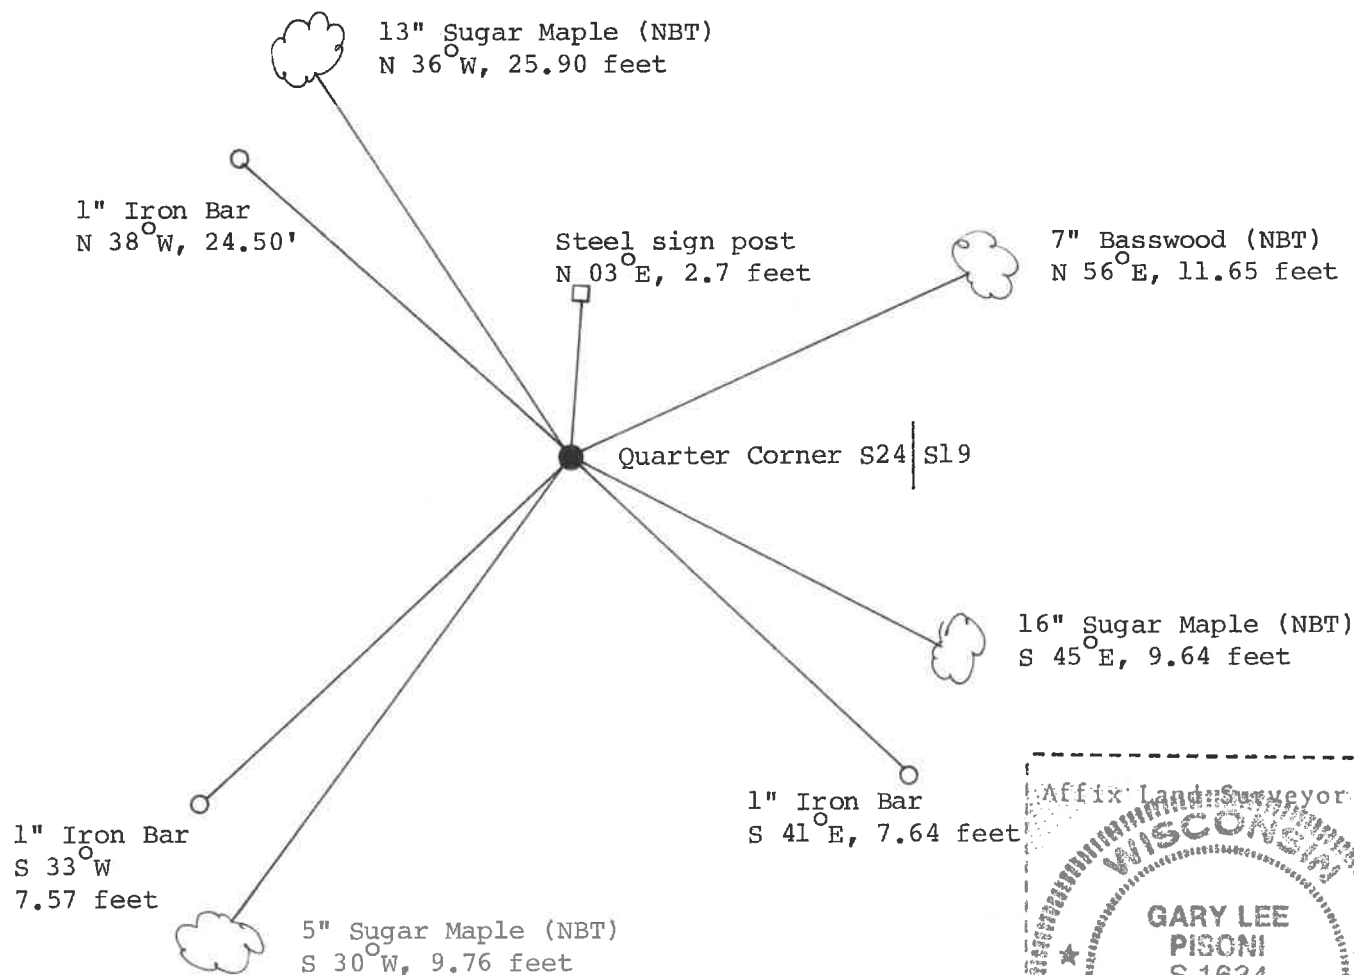 13" Sugar Maple (NBT)
N 36°W, 25.90 feet
1" Iron Bar
N 38°W, 24.50'
Steel sign post
N 03°E, 2.7 feet
7" Basswood (NBT)
N 56°E, 11.65 feet
Quarter Corner S24|S19
16" Sugar Maple (NBT)
S 45°E, 9.64 feet
1" Iron Bar
S 41°E, 7.64 feet
1" Iron Bar
S 33°W
7.57 feet
5" Sugar Maple (NBT)
S 30°W, 9.76 feet
Affix Land Surveyor
WISCONSIN
GARY LEE
PISONI
S-1634